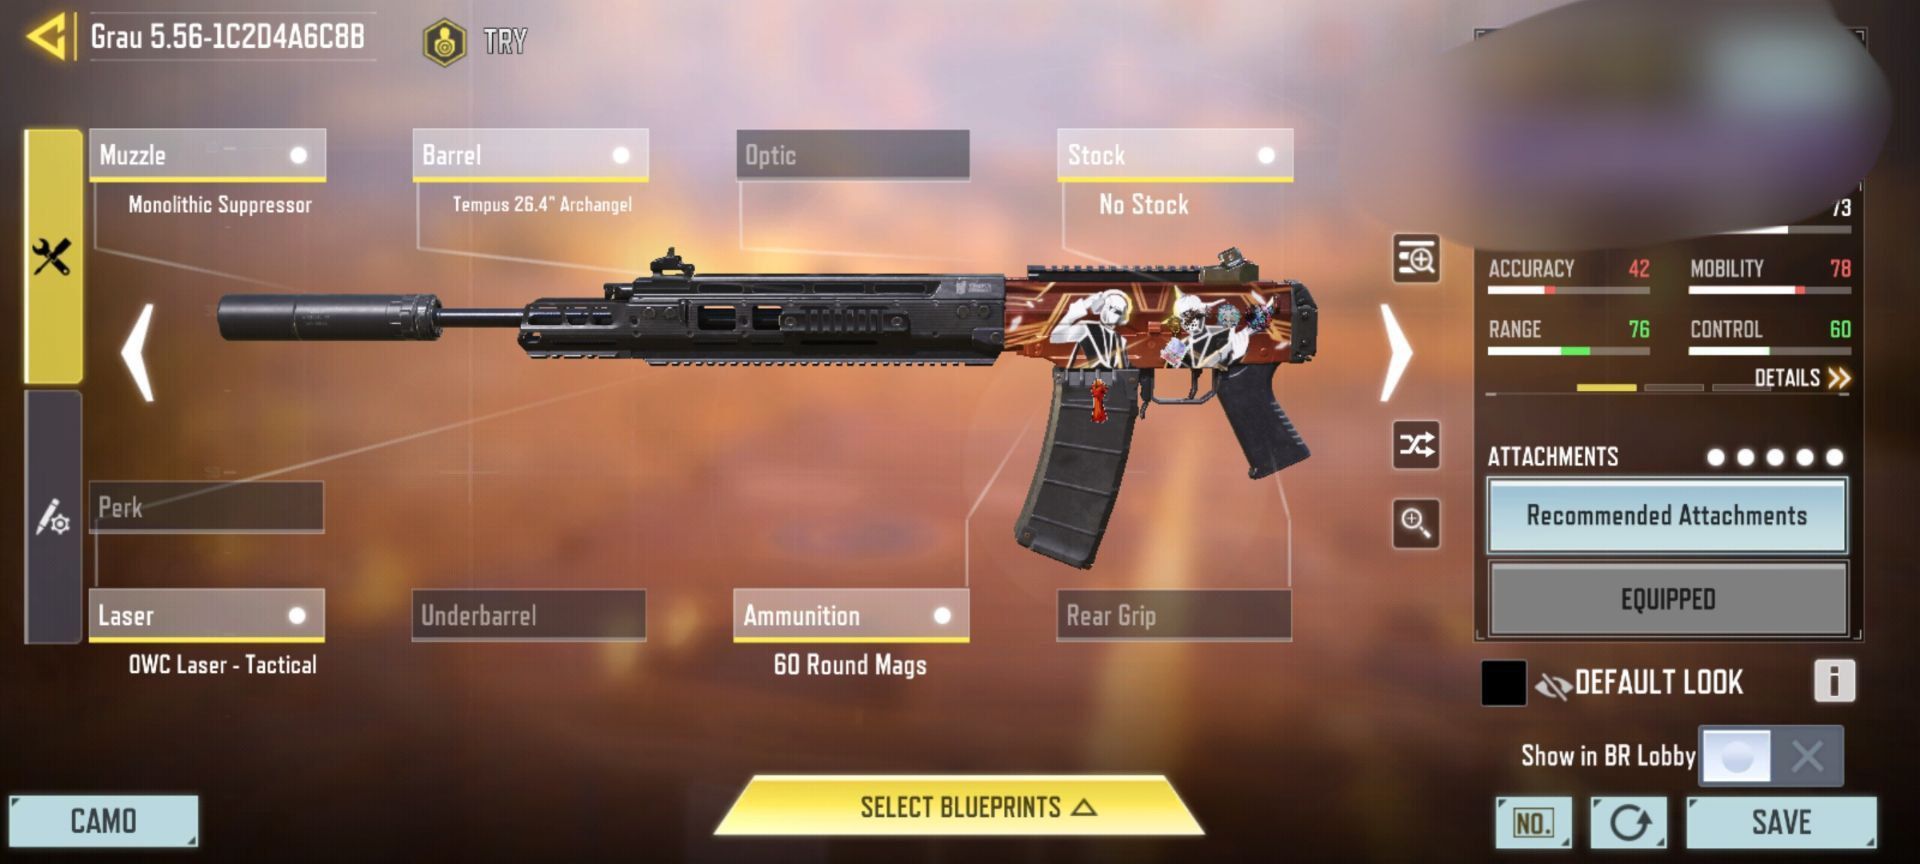 Grau 5.56-1C2D4A6C8B
TRY
Muzzle
Monolithic Suppressor
Barrel
Tempus 26.4" Archangel
Optic
Stock
No Stock
73
ACCURACY 42
MOBILITY 78
RANGE 76
CONTROL 60
DETAILS
ATTACHMENTS
Recommended Attachments
EQUIPPED
Perk
Laser
OWC Laser - Tactical
Underbarrel
Ammunition
60 Round Mags
Rear Grip
DEFAULT LOOK
i
Show in BR Lobby
CAMO
SELECT BLUEPRINTS
NO.
SAVE